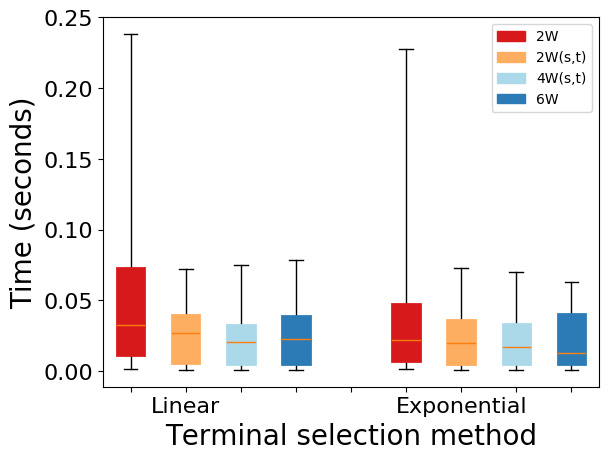 0.25
0.20
0.15
0.10
0.05
0.00
Time (seconds)
2W
2W(s,t)
4W(s,t)
6W
Linear
Exponential
Terminal selection method